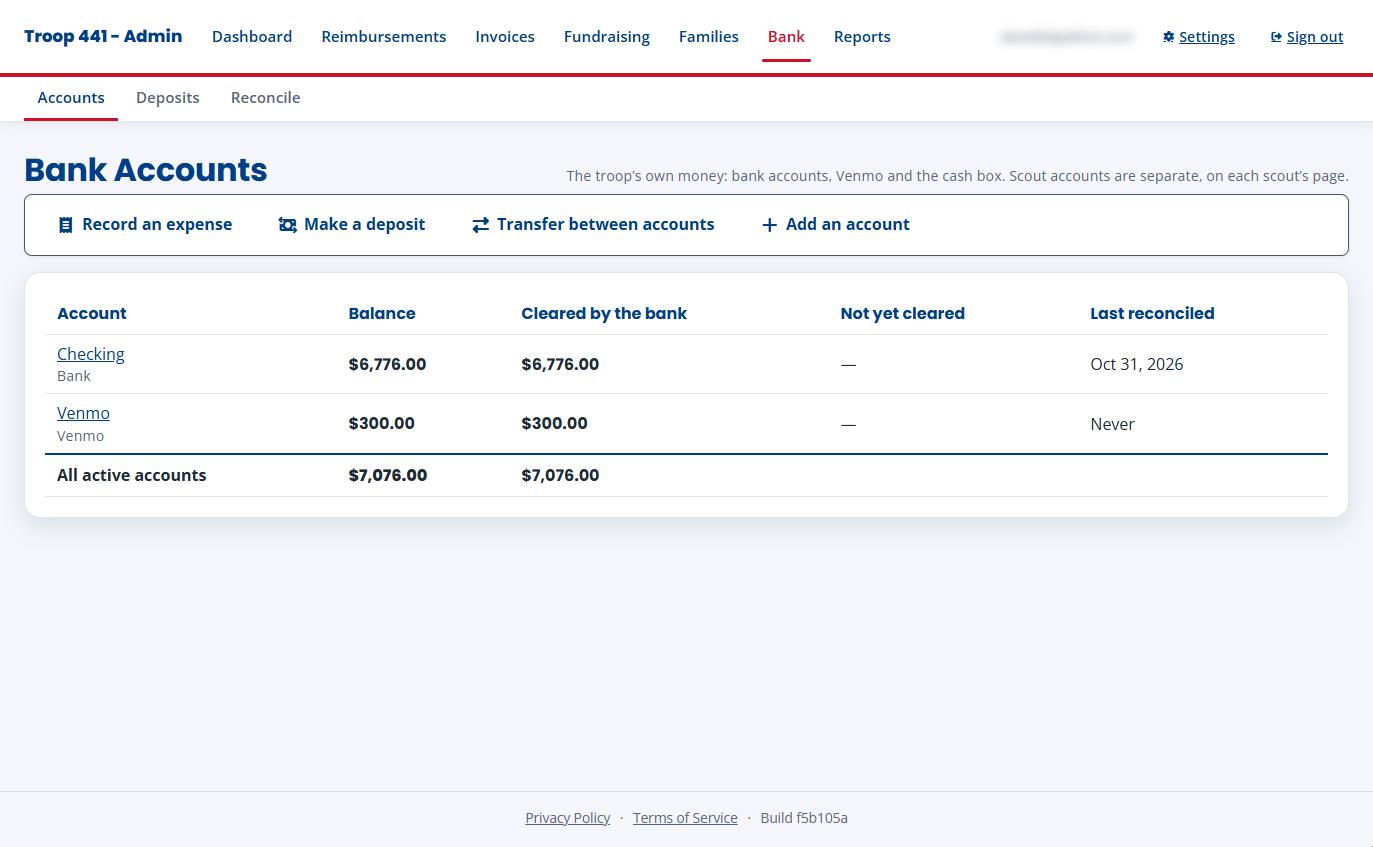 Troop 441 – Admin Dashboard Reimbursements Invoices Fundraising Families Bank Reports Settings Sign out
Accounts Deposits Reconcile
Bank Accounts
The troop’s own money: bank accounts, Venmo and the cash box. Scout accounts are separate, on each scout’s page.
Record an expense Make a deposit Transfer between accounts Add an account
Account Balance Cleared by the bank Not yet cleared Last reconciled
Checking
Bank
$6,776.00 $6,776.00 — Oct 31, 2026
Venmo
Venmo
$300.00 $300.00 — Never
All active accounts $7,076.00 $7,076.00
Privacy Policy · Terms of Service · Build f5b105a